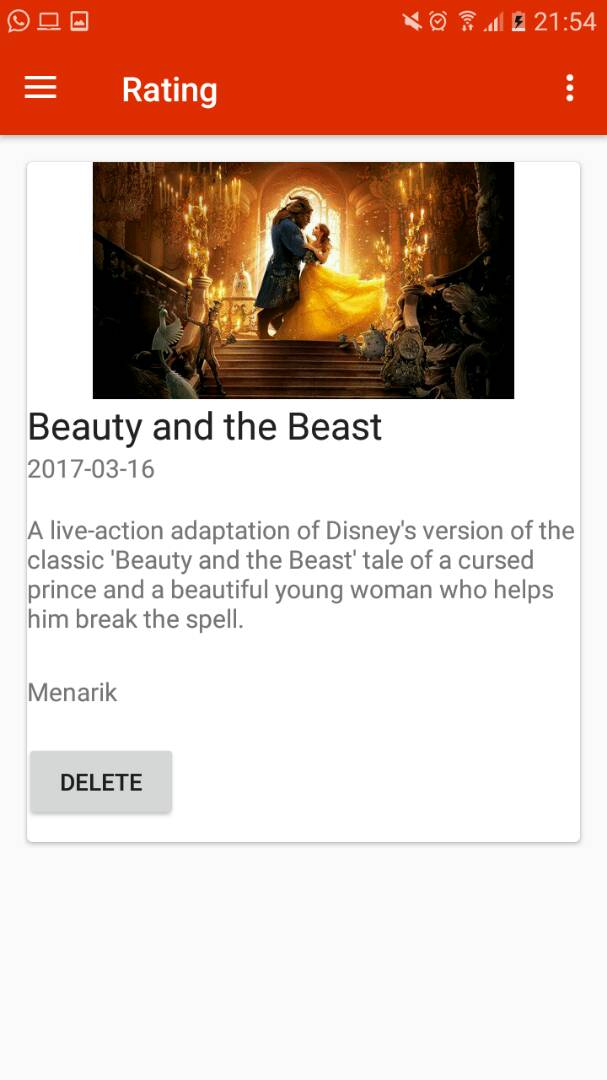 21:54
Rating
Beauty and the Beast
2017-03-16
A live-action adaptation of Disney's version of the
classic 'Beauty and the Beast' tale of a cursed
prince and a beautiful young woman who helps
him break the spell.
Menarik
DELETE